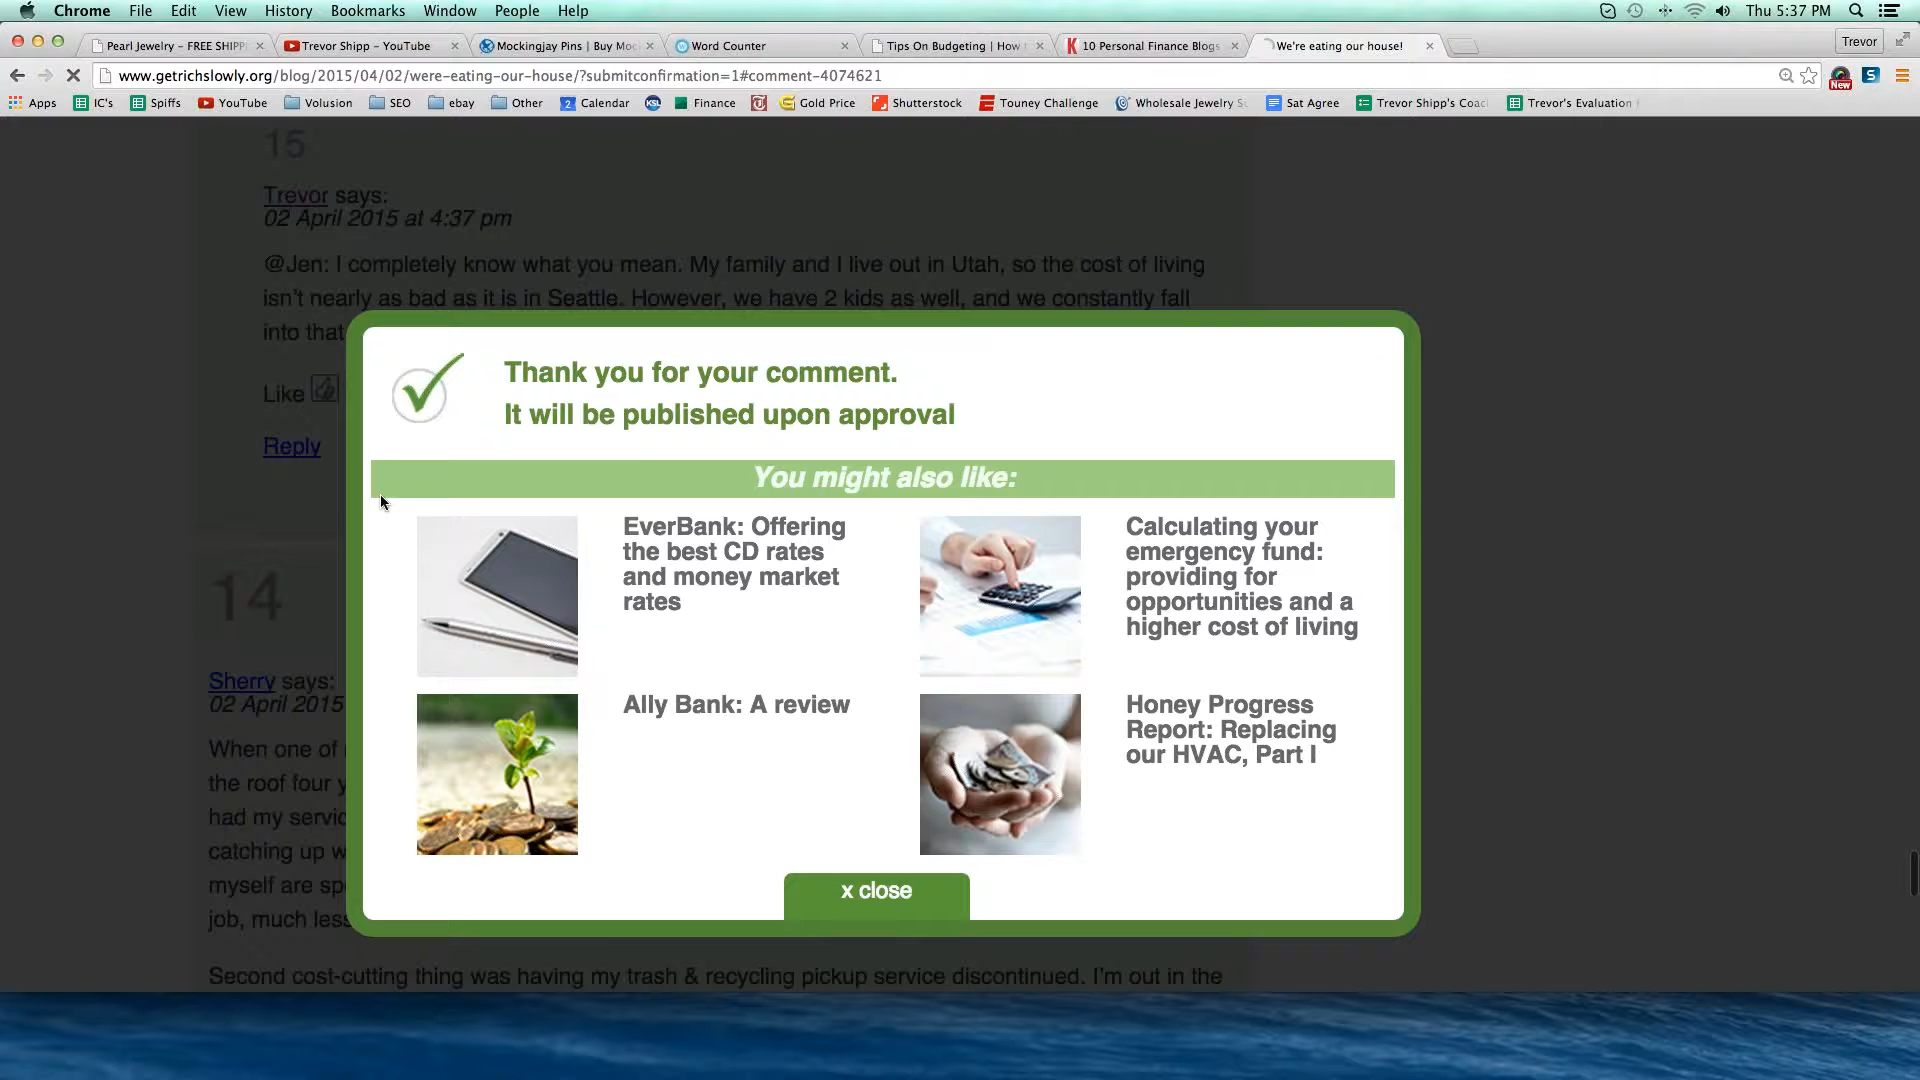 Chrome File Edit View History Bookmarks Window People Help Thu 5:37 PM
Pearl Jewelry – FREE SHIPP Trevor Shipp – YouTube Mockingjay Pins | Buy Moc Word Counter Tips On Budgeting | How 10 Personal Finance Blogs We're eating our house! Trevor
www.getrichslowly.org/blog/2015/04/02/were-eating-our-house/?submitconfirmation=1#comment-4074621
New
Apps IC's Spiffs YouTube Volusion SEO ebay Other 2 Calendar KSL Finance Gold Price Shutterstock Touney Challenge Wholesale Jewelry Su Sat Agree Trevor Shipp's Coac Trevor's Evaluation
15
Trevor says:
02 April 2015 at 4:37 pm
@Jen: I completely know what you mean. My family and I live out in Utah, so the cost of living
isn't nearly as bad as it is in Seattle. However, we have 2 kids as well, and we constantly fall
into that
Like
Reply
Thank you for your comment.
It will be published upon approval
You might also like:
EverBank: Offering
the best CD rates
and money market
rates
Calculating your
emergency fund:
providing for
opportunities and a
higher cost of living
Ally Bank: A review
Honey Progress
Report: Replacing
our HVAC, Part I
x close
14
Sherry says:
02 April 2015
When one of
the roof four y
had my servic
catching up w
myself are spe
job, much less
Second cost-cutting thing was having my trash & recycling pickup service discontinued. I'm out in the